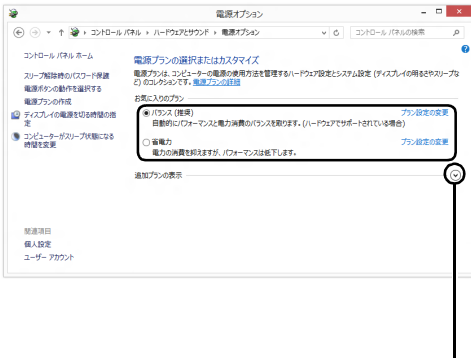 電源オプション
コントロール パネル ▸ ハードウェアとサウンド ▸ 電源オプション
コントロール パネルの検索
コントロール パネル ホーム
スリープ解除時のパスワード保護
電源ボタンの動作を選択する
電源プランの作成
ディスプレイの電源を切る時間の指
定
コンピューターがスリープ状態になる
時間を変更
電源プランの選択またはカスタマイズ
電源プランは、コンピューターの電源の使用方法を管理するハードウェア設定とシステム設定 (ディスプレイの明るさやスリープな
ど) のコレクションです。電源プランの詳細
お気に入りのプラン
バランス (推奨) プラン設定の変更
自動的にパフォーマンスと電力消費のバランスを取ります。(ハードウェアでサポートされている場合)
省電力 プラン設定の変更
電力の消費を抑えますが、パフォーマンスは低下します。
追加プランの表示
関連項目
個人設定
ユーザー アカウント